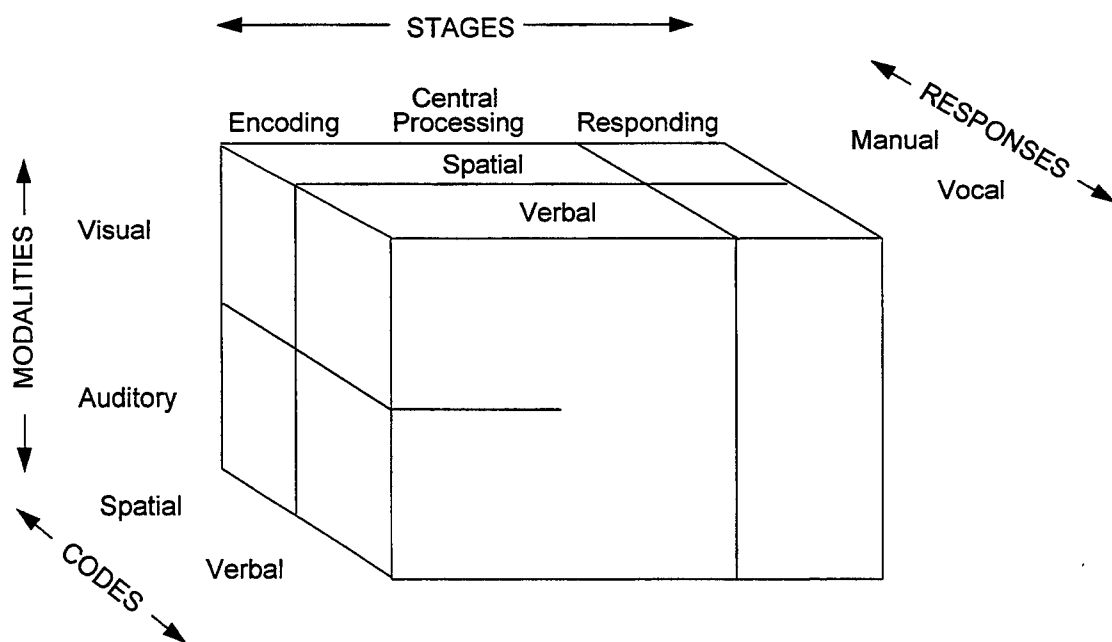 STAGES
Central
Encoding Processing Responding
RESPONSES
Manual
Vocal
Spatial
Verbal
MODALITIES
Visual
Auditory
Spatial
Verbal
CODES